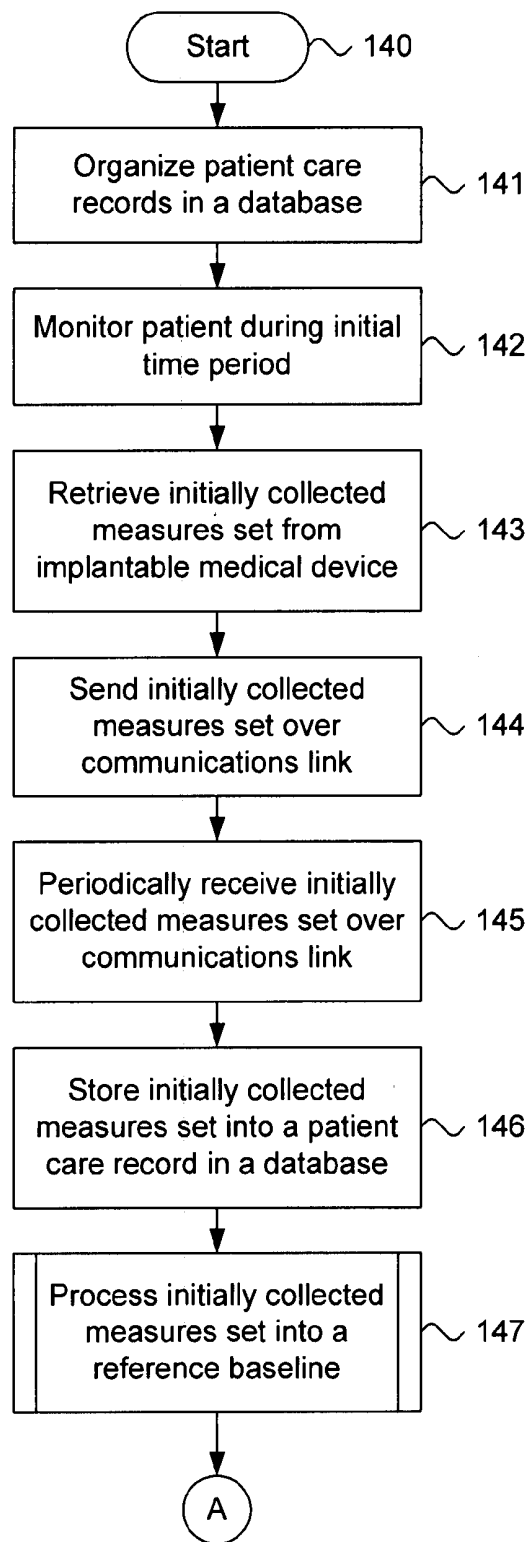 Start
140
Organize patient care
records in a database
141
Monitor patient during initial
time period
142
Retrieve initially collected
measures set from
implantable medical device
143
Send initially collected
measures set over
communications link
144
Periodically receive initially
collected measures set over
communications link
145
Store initially collected
measures set into a patient
care record in a database
146
Process initially collected
measures set into a
reference baseline
147
A